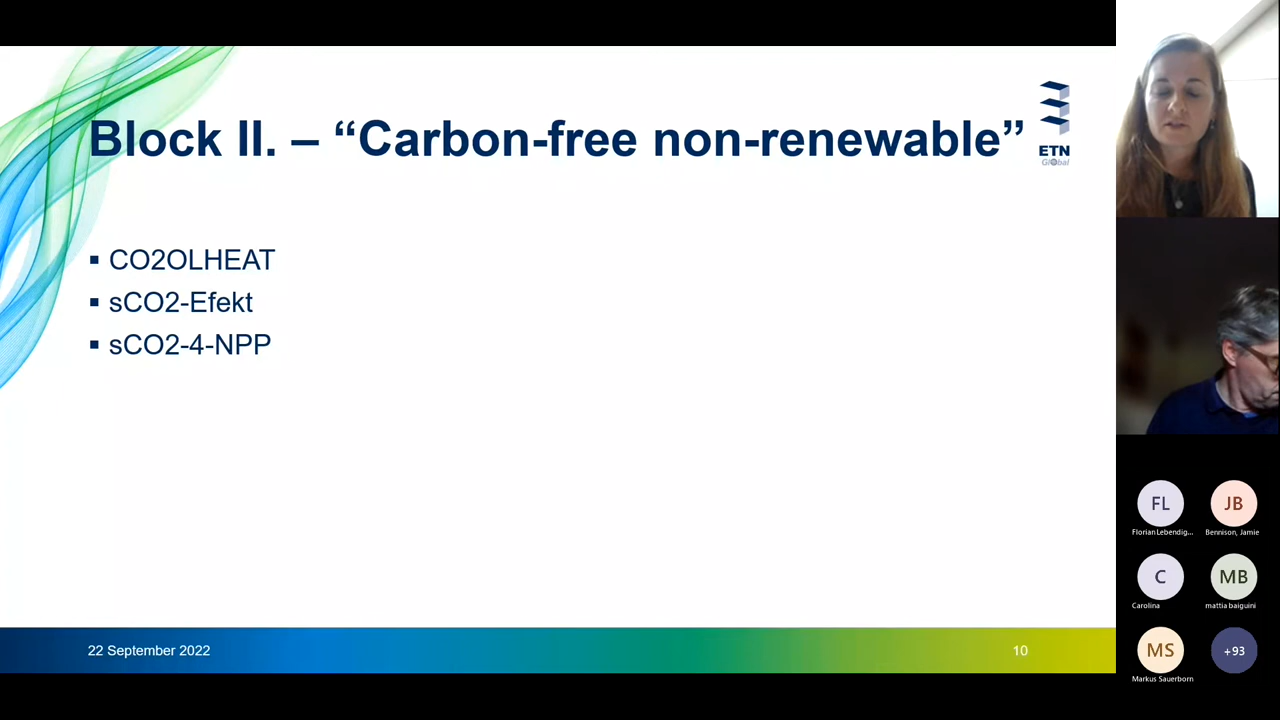 Block II. – “Carbon-free non-renewable”
ETN
Global
▪ CO2OLHEAT
▪ sCO2-Efekt
▪ sCO2-4-NPP
22 September 2022
10
FL
JB
Florian Lebendig...
Bennison, Jamie
C
MB
Carolina
mattia baiguini
MS
+93
Markus Sauerborn